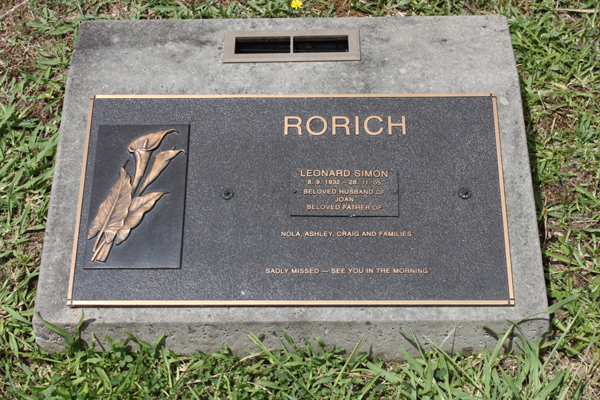 RORICH
LEONARD SIMON
8. 9. 1932 - 28. 11. 05
BELOVED HUSBAND OF
JOAN
BELOVED FATHER OF
NOLA, ASHLEY, CRAIG AND FAMILIES
SADLY MISSED — SEE YOU IN THE MORNING